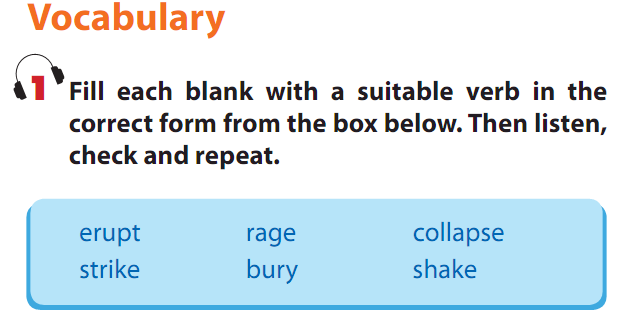 Vocabulary
1 Fill each blank with a suitable verb in the
correct form from the box below. Then listen,
check and repeat.
erupt rage collapse
strike bury shake